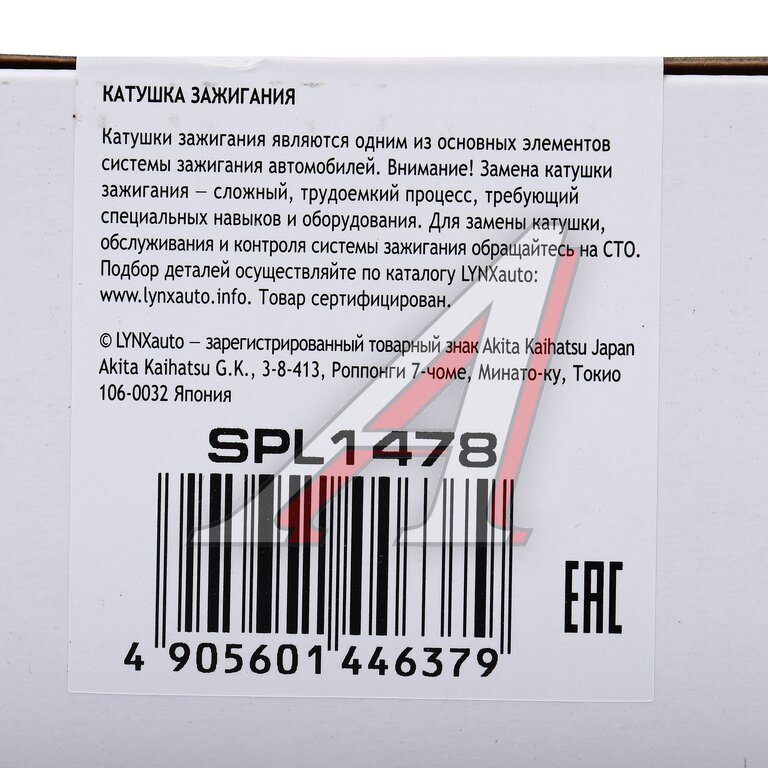 КАТУШКА ЗАЖИГАНИЯ
Катушки зажигания являются одним из основных элементов
системы зажигания автомобилей. Внимание! Замена катушки
зажигания – сложный, трудоемкий процесс, требующий
специальных навыков и оборудования. Для замены катушки,
обслуживания и контроля системы зажигания обращайтесь на СТО.
Подбор деталей осуществляйте по каталогу LYNXauto:
www.lynxauto.info. Товар сертифицирован.
© LYNXauto – зарегистрированный товарный знак Akita Kaihatsu Japan
Akita Kaihatsu G.K., 3-8-413, Роппонги 7-чоме, Минато-ку, Токио
106-0032 Япония
SPL1478
4 905601 446379
EAC